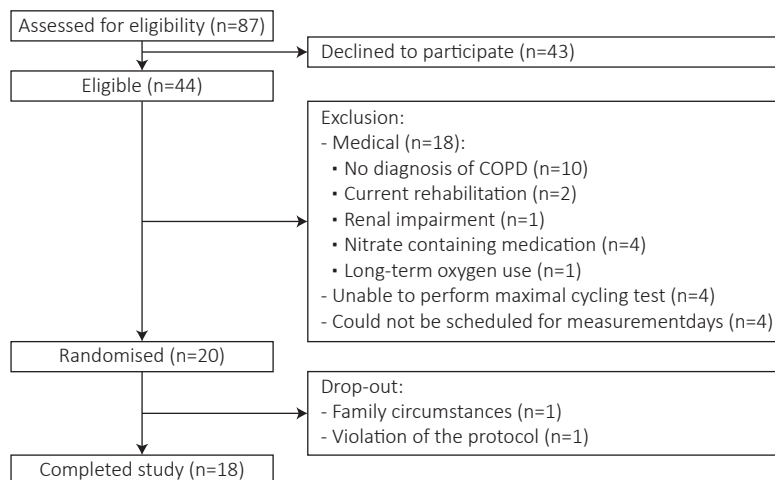 Assessed for eligibility (n=87)
Declined to participate (n=43)
Eligible (n=44)
Exclusion:
- Medical (n=18):
▪ No diagnosis of COPD (n=10)
▪ Current rehabilitation (n=2)
▪ Renal impairment (n=1)
▪ Nitrate containing medication (n=4)
▪ Long-term oxygen use (n=1)
- Unable to perform maximal cycling test (n=4)
- Could not be scheduled for measurementdays (n=4)
Randomised (n=20)
Drop-out:
- Family circumstances (n=1)
- Violation of the protocol (n=1)
Completed study (n=18)